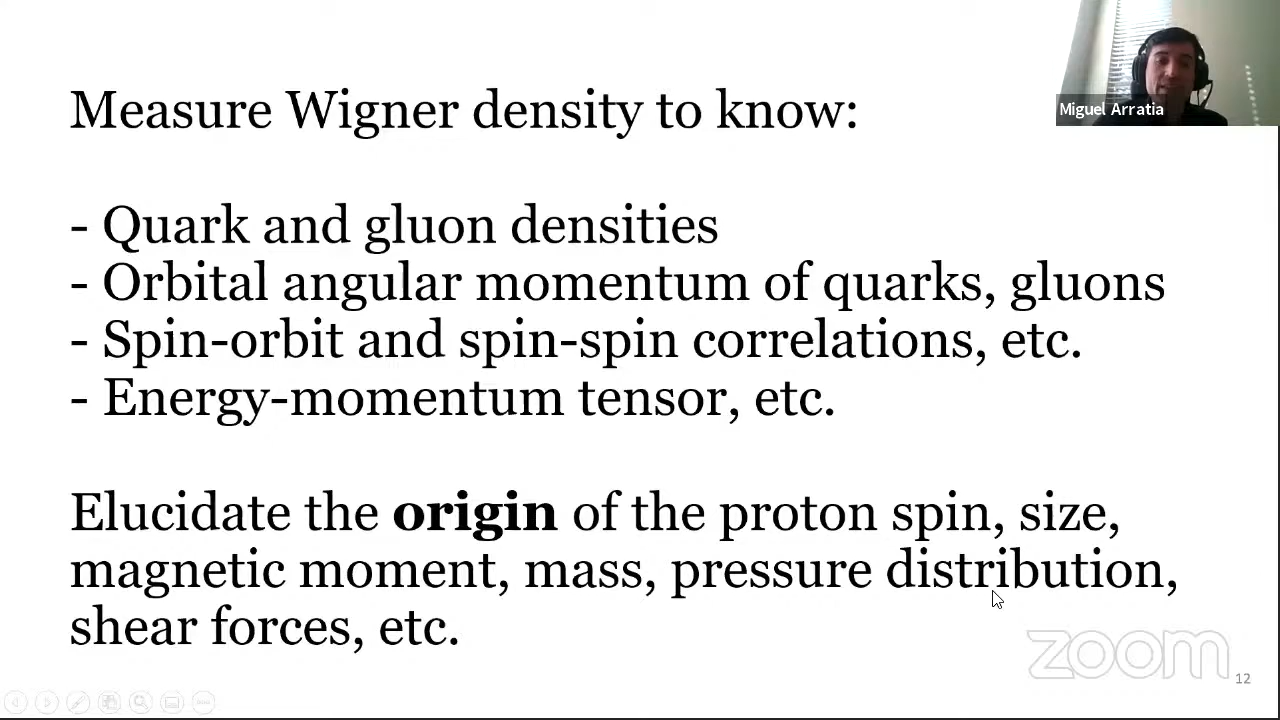 Measure Wigner density to know:
Miguel Arratia
- Quark and gluon densities
- Orbital angular momentum of quarks, gluons
- Spin-orbit and spin-spin correlations, etc.
- Energy-momentum tensor, etc.
Elucidate the origin of the proton spin, size,
magnetic moment, mass, pressure distribution,
shear forces, etc.
zoom
12